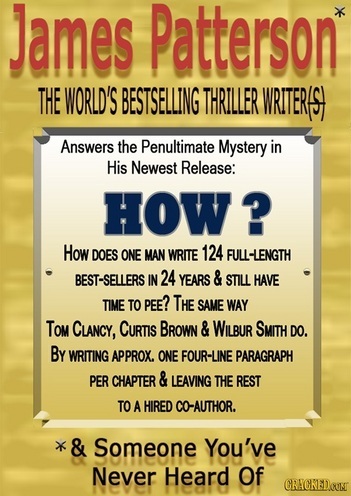 James Patterson*
THE WORLD'S BESTSELLING THRILLER WRITER(S)
Answers the Penultimate Mystery in
His Newest Release:
HOW?
HOW DOES ONE MAN WRITE 124 FULL-LENGTH
BEST-SELLERS IN 24 YEARS & STILL HAVE
TIME TO PEE? THE SAME WAY
TOM CLANCY, CURTIS BROWN & WILBUR SMITH DO.
BY WRITING APPROX. ONE FOUR-LINE PARAGRAPH
PER CHAPTER & LEAVING THE REST
TO A HIRED CO-AUTHOR.
*& Someone You've
Never Heard Of
CRACKED.COM